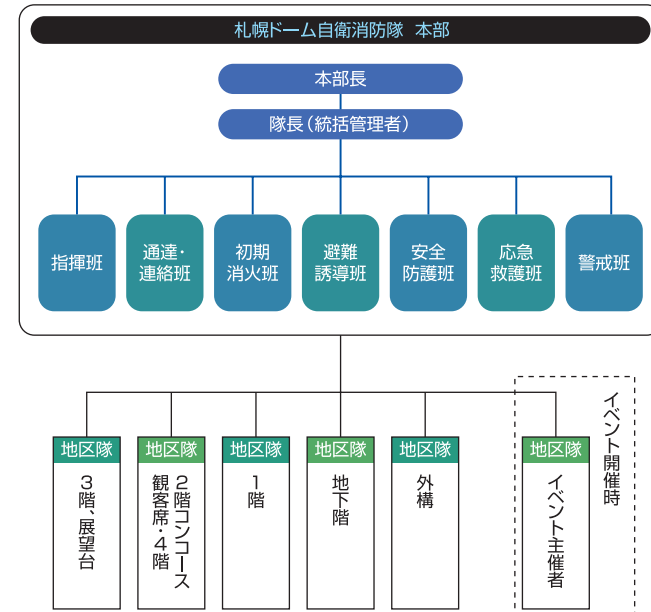 札幌ドーム自衛消防隊 本部
本部長
隊長（統括管理者）
指揮班
通達・
連絡班
初期
消火班
避難
誘導班
安全
防護班
応急
救護班
警戒班
イベント開催時
地区隊
3階、展望台
地区隊
2階コンコース
観客席・4階
地区隊
1階
地区隊
地下階
地区隊
外構
地区隊
イベント主催者